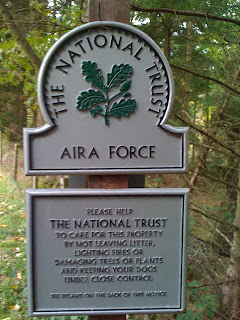 THE NATIONAL TRUST
AIRA FORCE
PLEASE HELP
THE NATIONAL TRUST
TO CARE FOR THIS PROPERTY
BY NOT LEAVING LITTER,
LIGHTING FIRES OR
DAMAGING TREES OR PLANTS
AND KEEPING YOUR DOGS
UNDER CLOSE CONTROL
SEE BYLAWS ON THE BACK OF THIS NOTICE